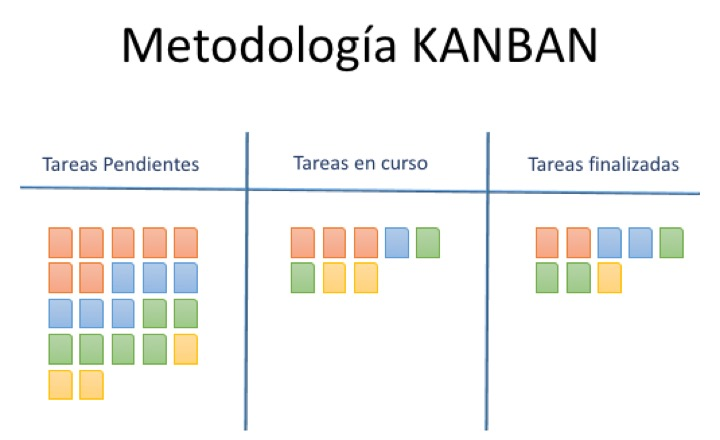 Metodología KANBAN
Tareas Pendientes
Tareas en curso
Tareas finalizadas